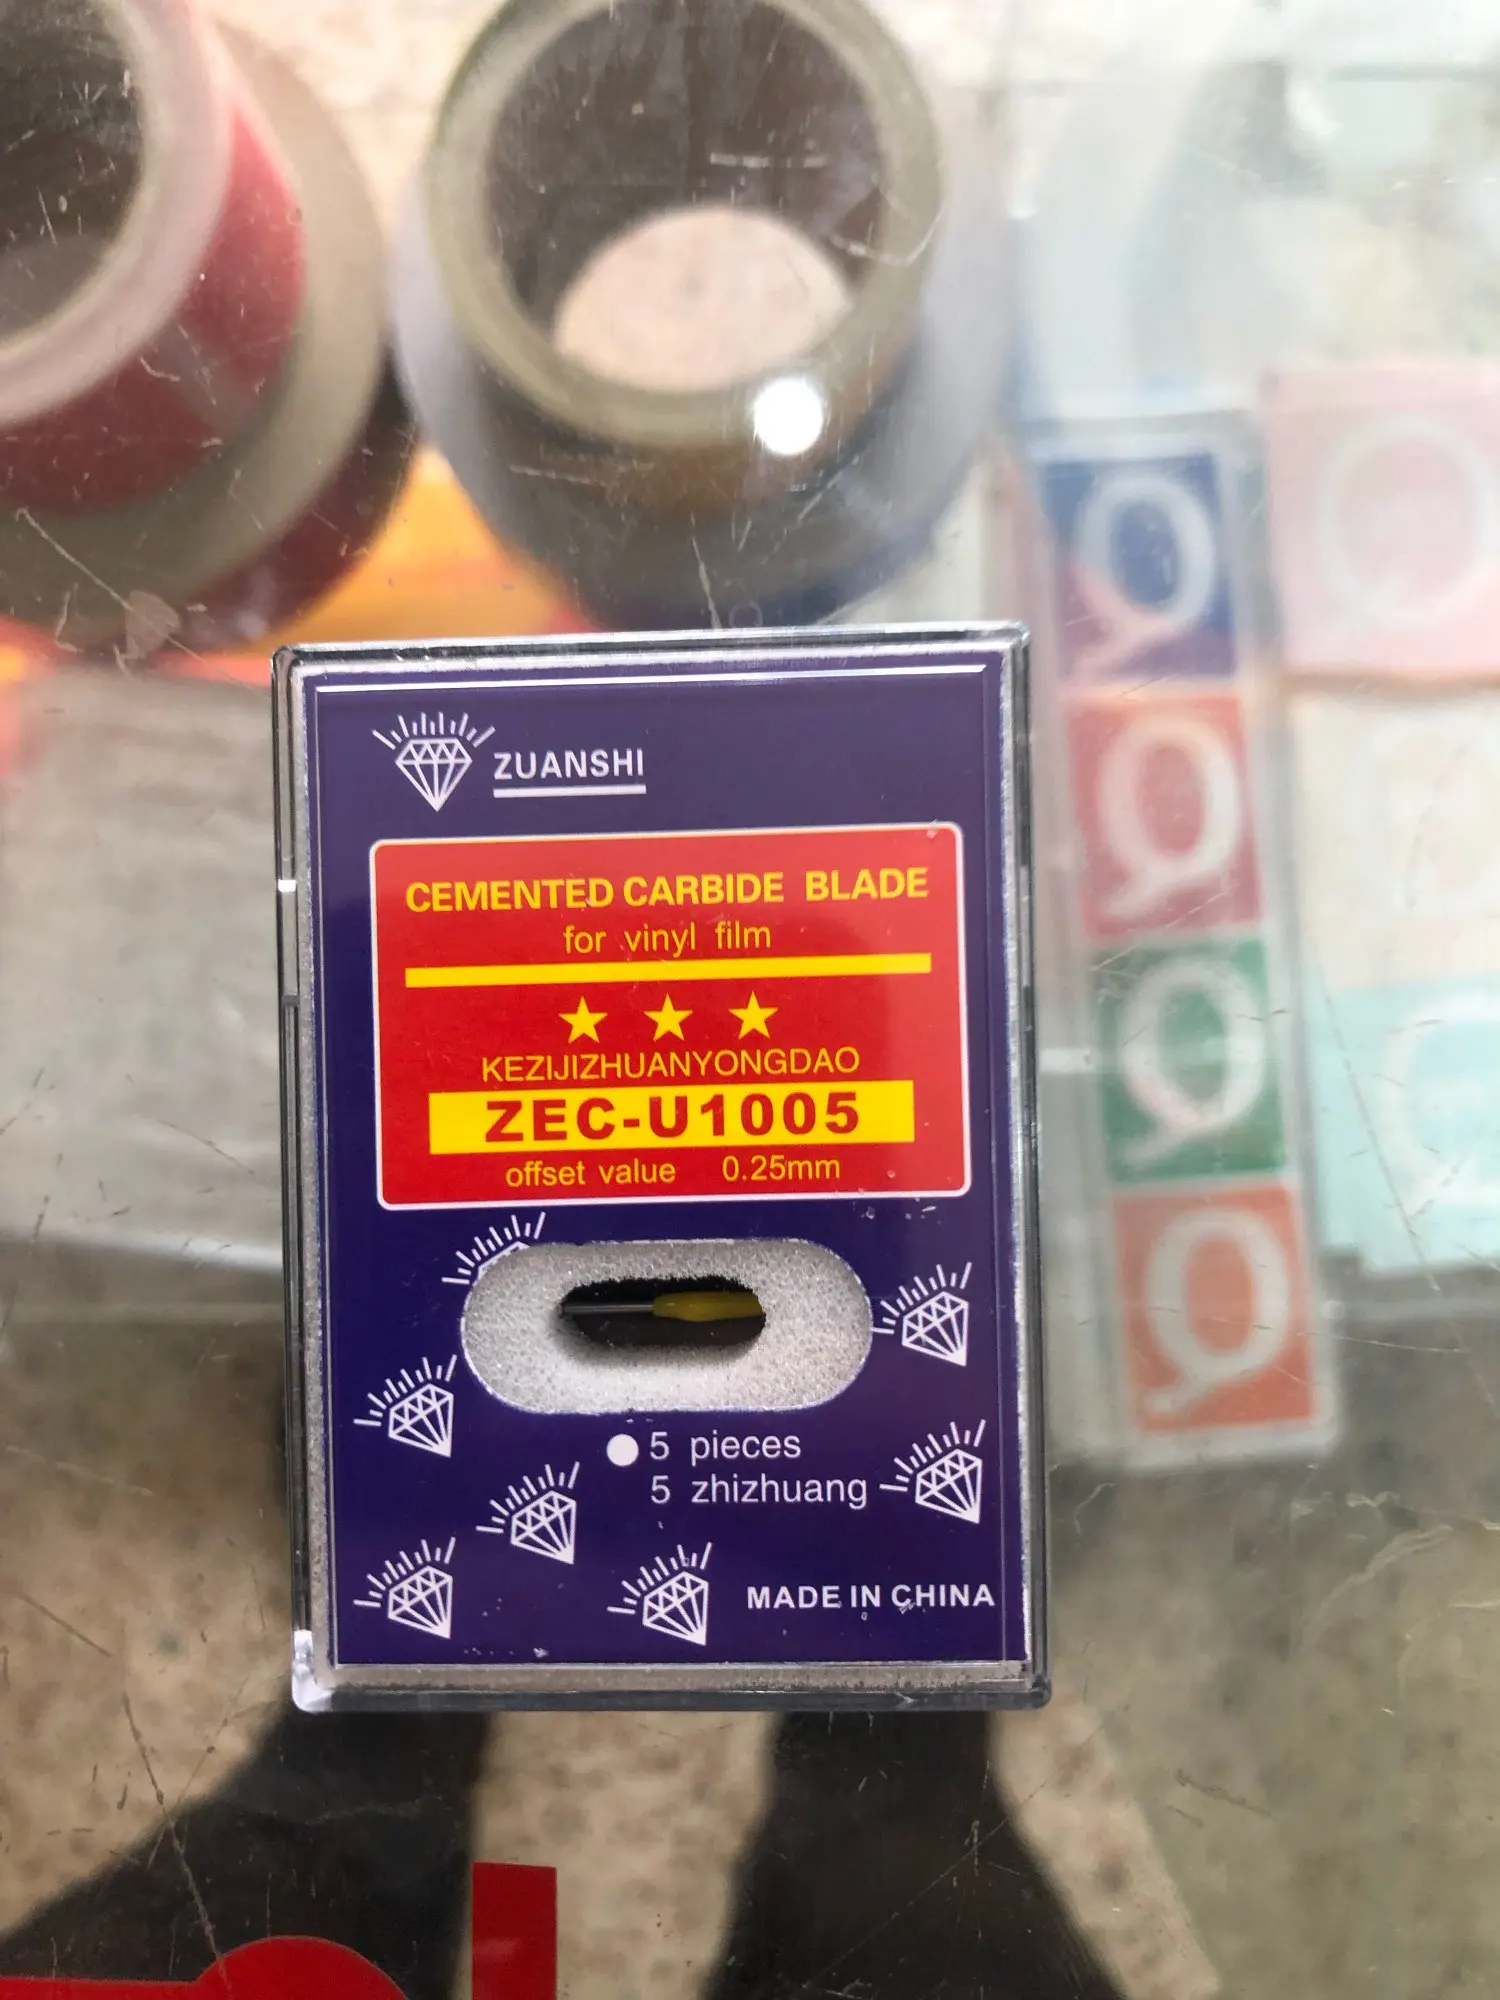 ZUANSHI
CEMENTED CARBIDE BLADE
for vinyl film
KEZIJIZHUANYONGDAO
ZEC-U1005
offset value 0.25mm
5 pieces
5 zhizhuang
MADE IN CHINA
Q
Q
Q
Q
Q